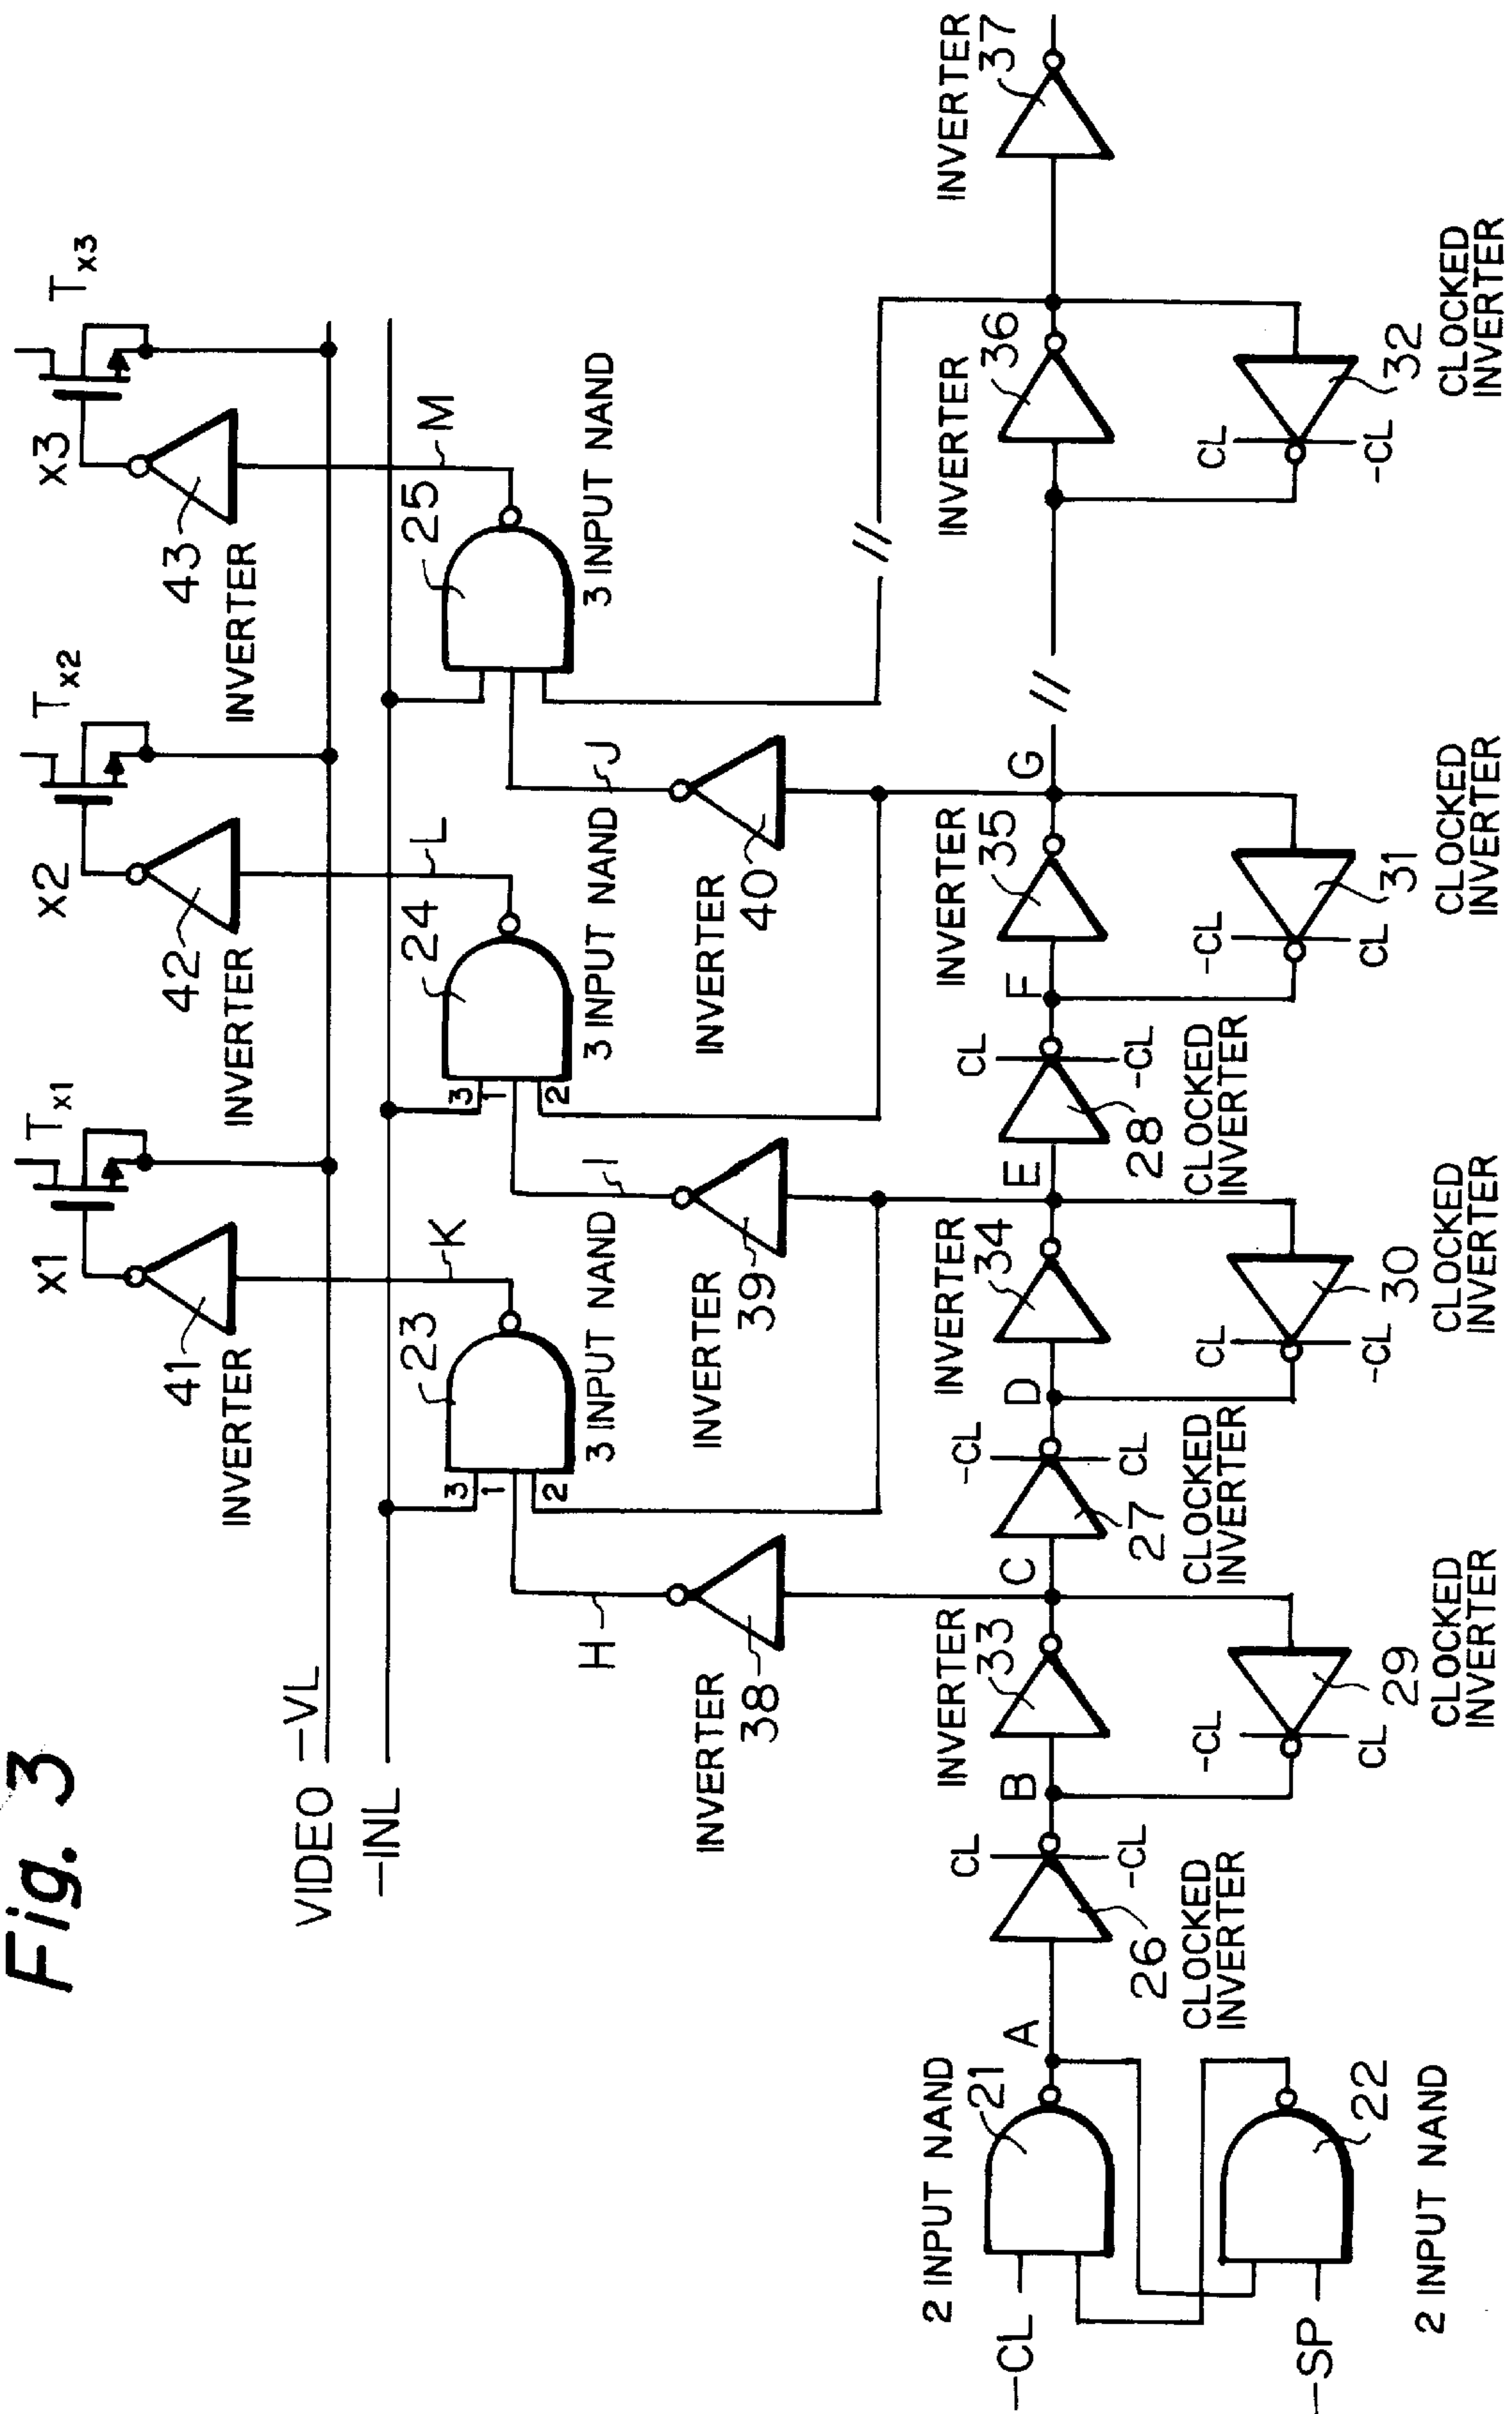 Fig. 3
X1
Tx1
X2
Tx2
X3
Tx3
41
INVERTER
42
INVERTER
43
INVERTER
VIDEO
-VL
-INL
K
L
M
23
24
25
3
1
2
3
1
2
3 INPUT NAND
3 INPUT NAND
3 INPUT NAND
H
I
J
INVERTER
38
INVERTER
39
INVERTER
40
2 INPUT NAND
21
INVERTER
33
INVERTER
34
INVERTER
35
INVERTER
36
INVERTER
37
-CL
A
CL
-CL
26
CLOCKED
INVERTER
B
C
-CL
CL
27
CLOCKED
INVERTER
D
E
CL
-CL
28
CLOCKED
INVERTER
F
G
-SP
22
2 INPUT NAND
-CL
CL
29
CLOCKED
INVERTER
CL
-CL
30
CLOCKED
INVERTER
-CL
CL
31
CLOCKED
INVERTER
CL
-CL
32
CLOCKED
INVERTER